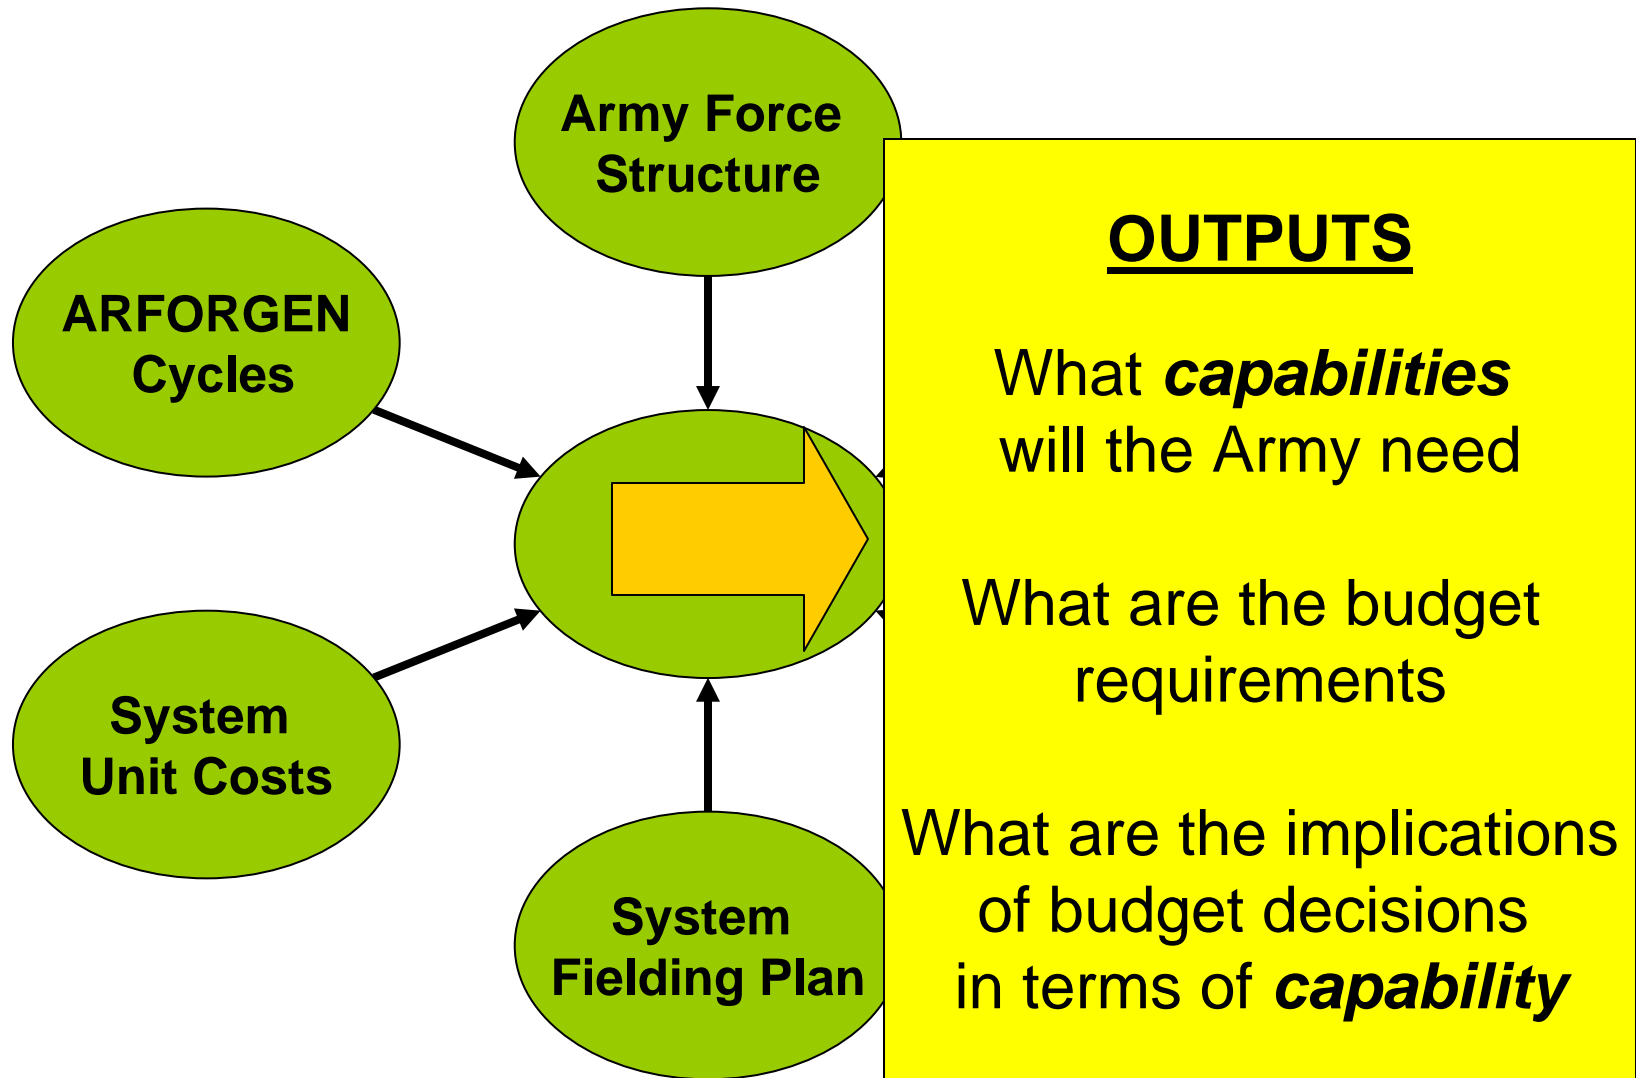 Army Force
Structure
ARFORGEN
Cycles
System
Unit Costs
System
Fielding Plan
OUTPUTS
What capabilities
will the Army need
What are the budget
requirements
What are the implications
of budget decisions
in terms of capability